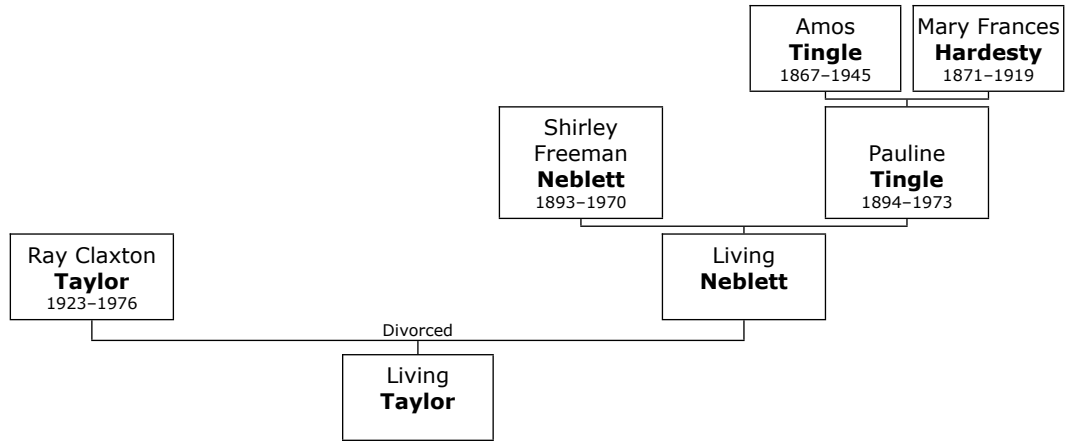 Amos
Tingle
1867–1945
Mary Frances
Hardesty
1871–1919
Shirley
Freeman
Neblett
1893–1970
Pauline
Tingle
1894–1973
Ray Claxton
Taylor
1923–1976
Living
Neblett
Divorced
Living
Taylor